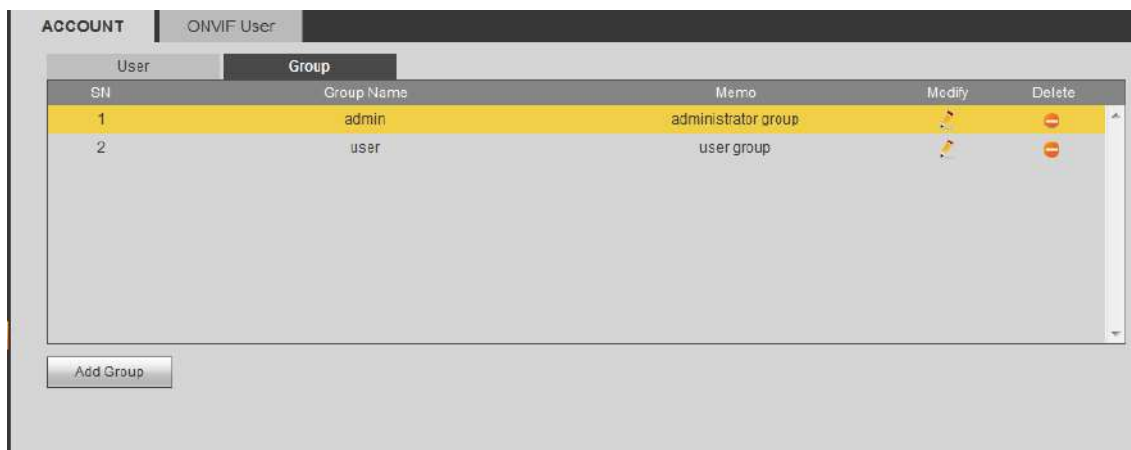 ACCOUNT ONVIF User
User Group
SN Group Name Memo Modify Delete
1 admin administrator group
2 user user group
Add Group